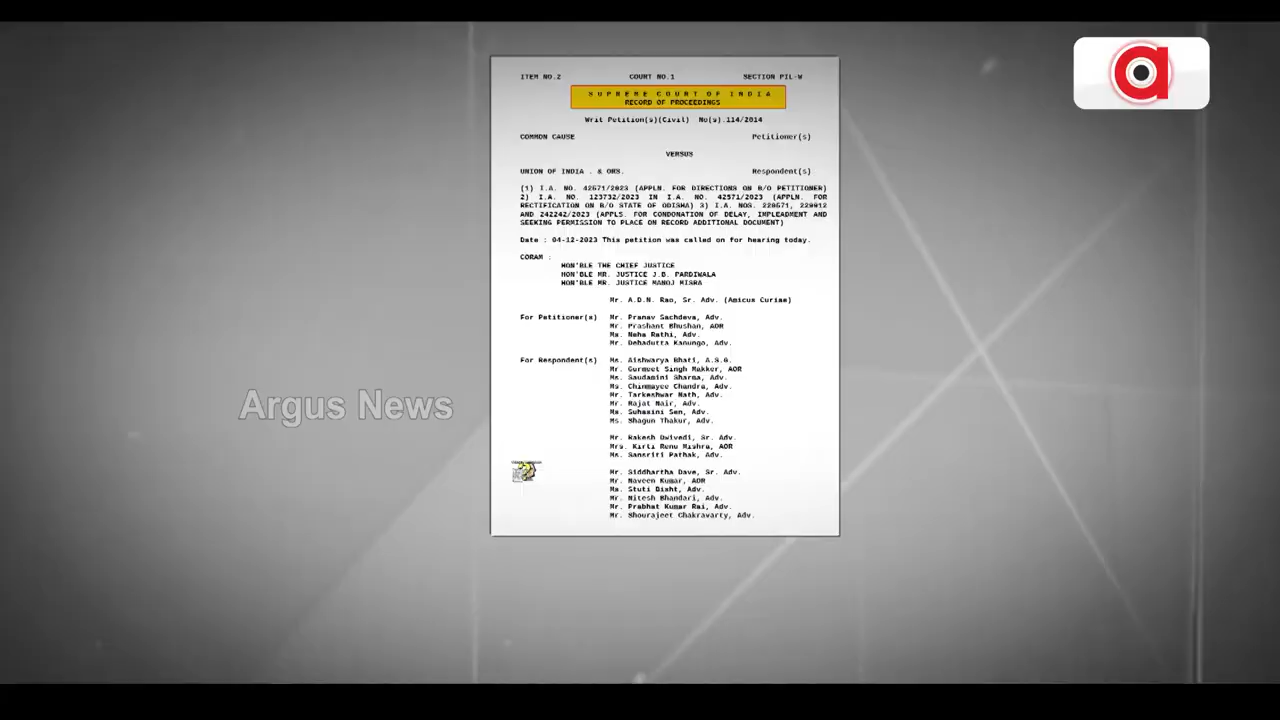 ITEM NO.2 COURT NO.1 SECTION PIL-W
SUPREME COURT OF INDIA
RECORD OF PROCEEDINGS
Writ Petition(s)(Civil) No(s).114/2014
COMMON CAUSE Petitioner(s)
VERSUS
UNION OF INDIA . & ORS. Respondent(s)
(1) I.A. NO. 42571/2023 (APPLN. FOR DIRECTIONS ON B/O PETITIONER)
2) I.A. NO. 123732/2023 IN I.A. NO. 42571/2023 (APPLN. FOR
RECTIFICATION ON B/O STATE OF ODISHA) 3) I.A. NOS. 228571, 229912
AND 242242/2023 (APPLS. FOR CONDONATION OF DELAY, IMPLEADMENT AND
SEEKING PERMISSION TO PLACE ON RECORD ADDITIONAL DOCUMENT)
Date : 04-12-2023 This petition was called on for hearing today.
CORAM :
HON'BLE THE CHIEF JUSTICE
HON'BLE MR. JUSTICE J.B. PARDIWALA
HON'BLE MR. JUSTICE MANOJ MISRA
Mr. A.D.N. Rao, Sr. Adv. (Amicus Curiae)
For Petitioner(s) Mr. Pranav Sachdeva, Adv.
Mr. Prashant Bhushan, AOR
Ms. Neha Rathi, Adv.
Mr. Debadutta Kanungo, Adv.
For Respondent(s) Ms. Aishwarya Bhati, A.S.G.
Mr. Gurmeet Singh Makker, AOR
Ms. Saudamini Sharma, Adv.
Ms. Chinmayee Chandra, Adv.
Mr. Tarkeshwar Nath, Adv.
Mr. Rajat Nair, Adv.
Ms. Suhasini Sen, Adv.
Ms. Shagun Thakur, Adv.
Mr. Rakesh Dwivedi, Sr. Adv.
Mrs. Kirti Renu Mishra, AOR
Ms. Sansriti Pathak, Adv.
Mr. Siddhartha Dave, Sr. Adv.
Mr. Naveen Kumar, AOR
Ms. Stuti Bisht, Adv.
Mr. Nitesh Bhandari, Adv.
Mr. Prabhat Kumar Rai, Adv.
Mr. Shourajeet Chakravarty, Adv.
Argus News
a